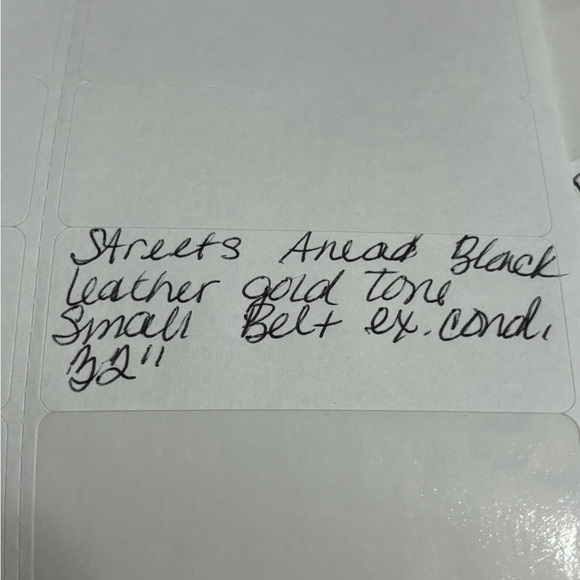 Streets Ahead Black
leather gold tone
Small Belt ex. cond.
32"